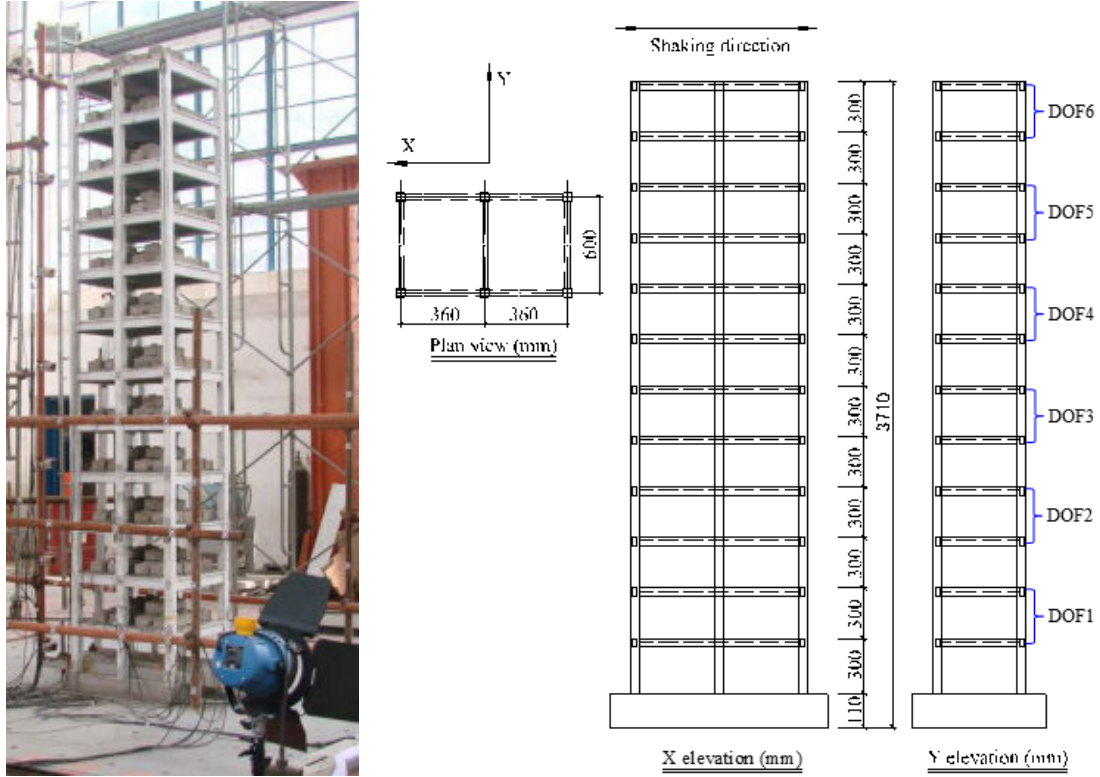 Shaking direction
Y
X
600
360
360
Plan view (mm)
300
300
300
300
300
300
300
300
300
300
300
300
110
3710
X elevation (mm)
DOF6
DOF5
DOF4
DOF3
DOF2
DOF1
Y elevation (mm)